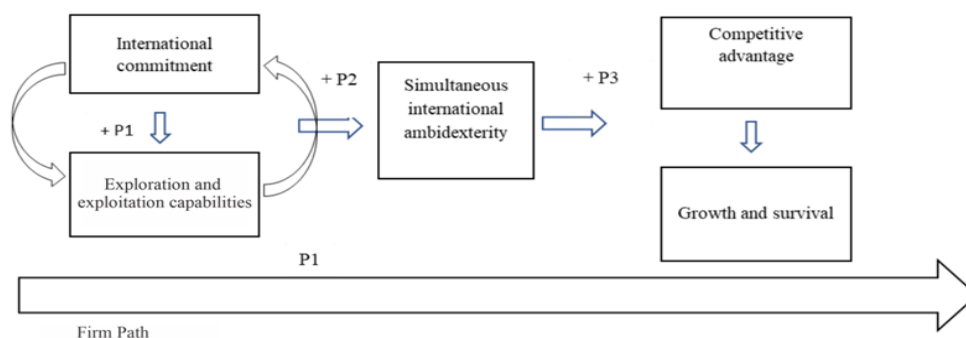 International
commitment
+ P1
Exploration and
exploitation capabilities
+ P2
Simultaneous
international
ambidexterity
+ P3
Competitive
advantage
Growth and survival
P1
Firm Path